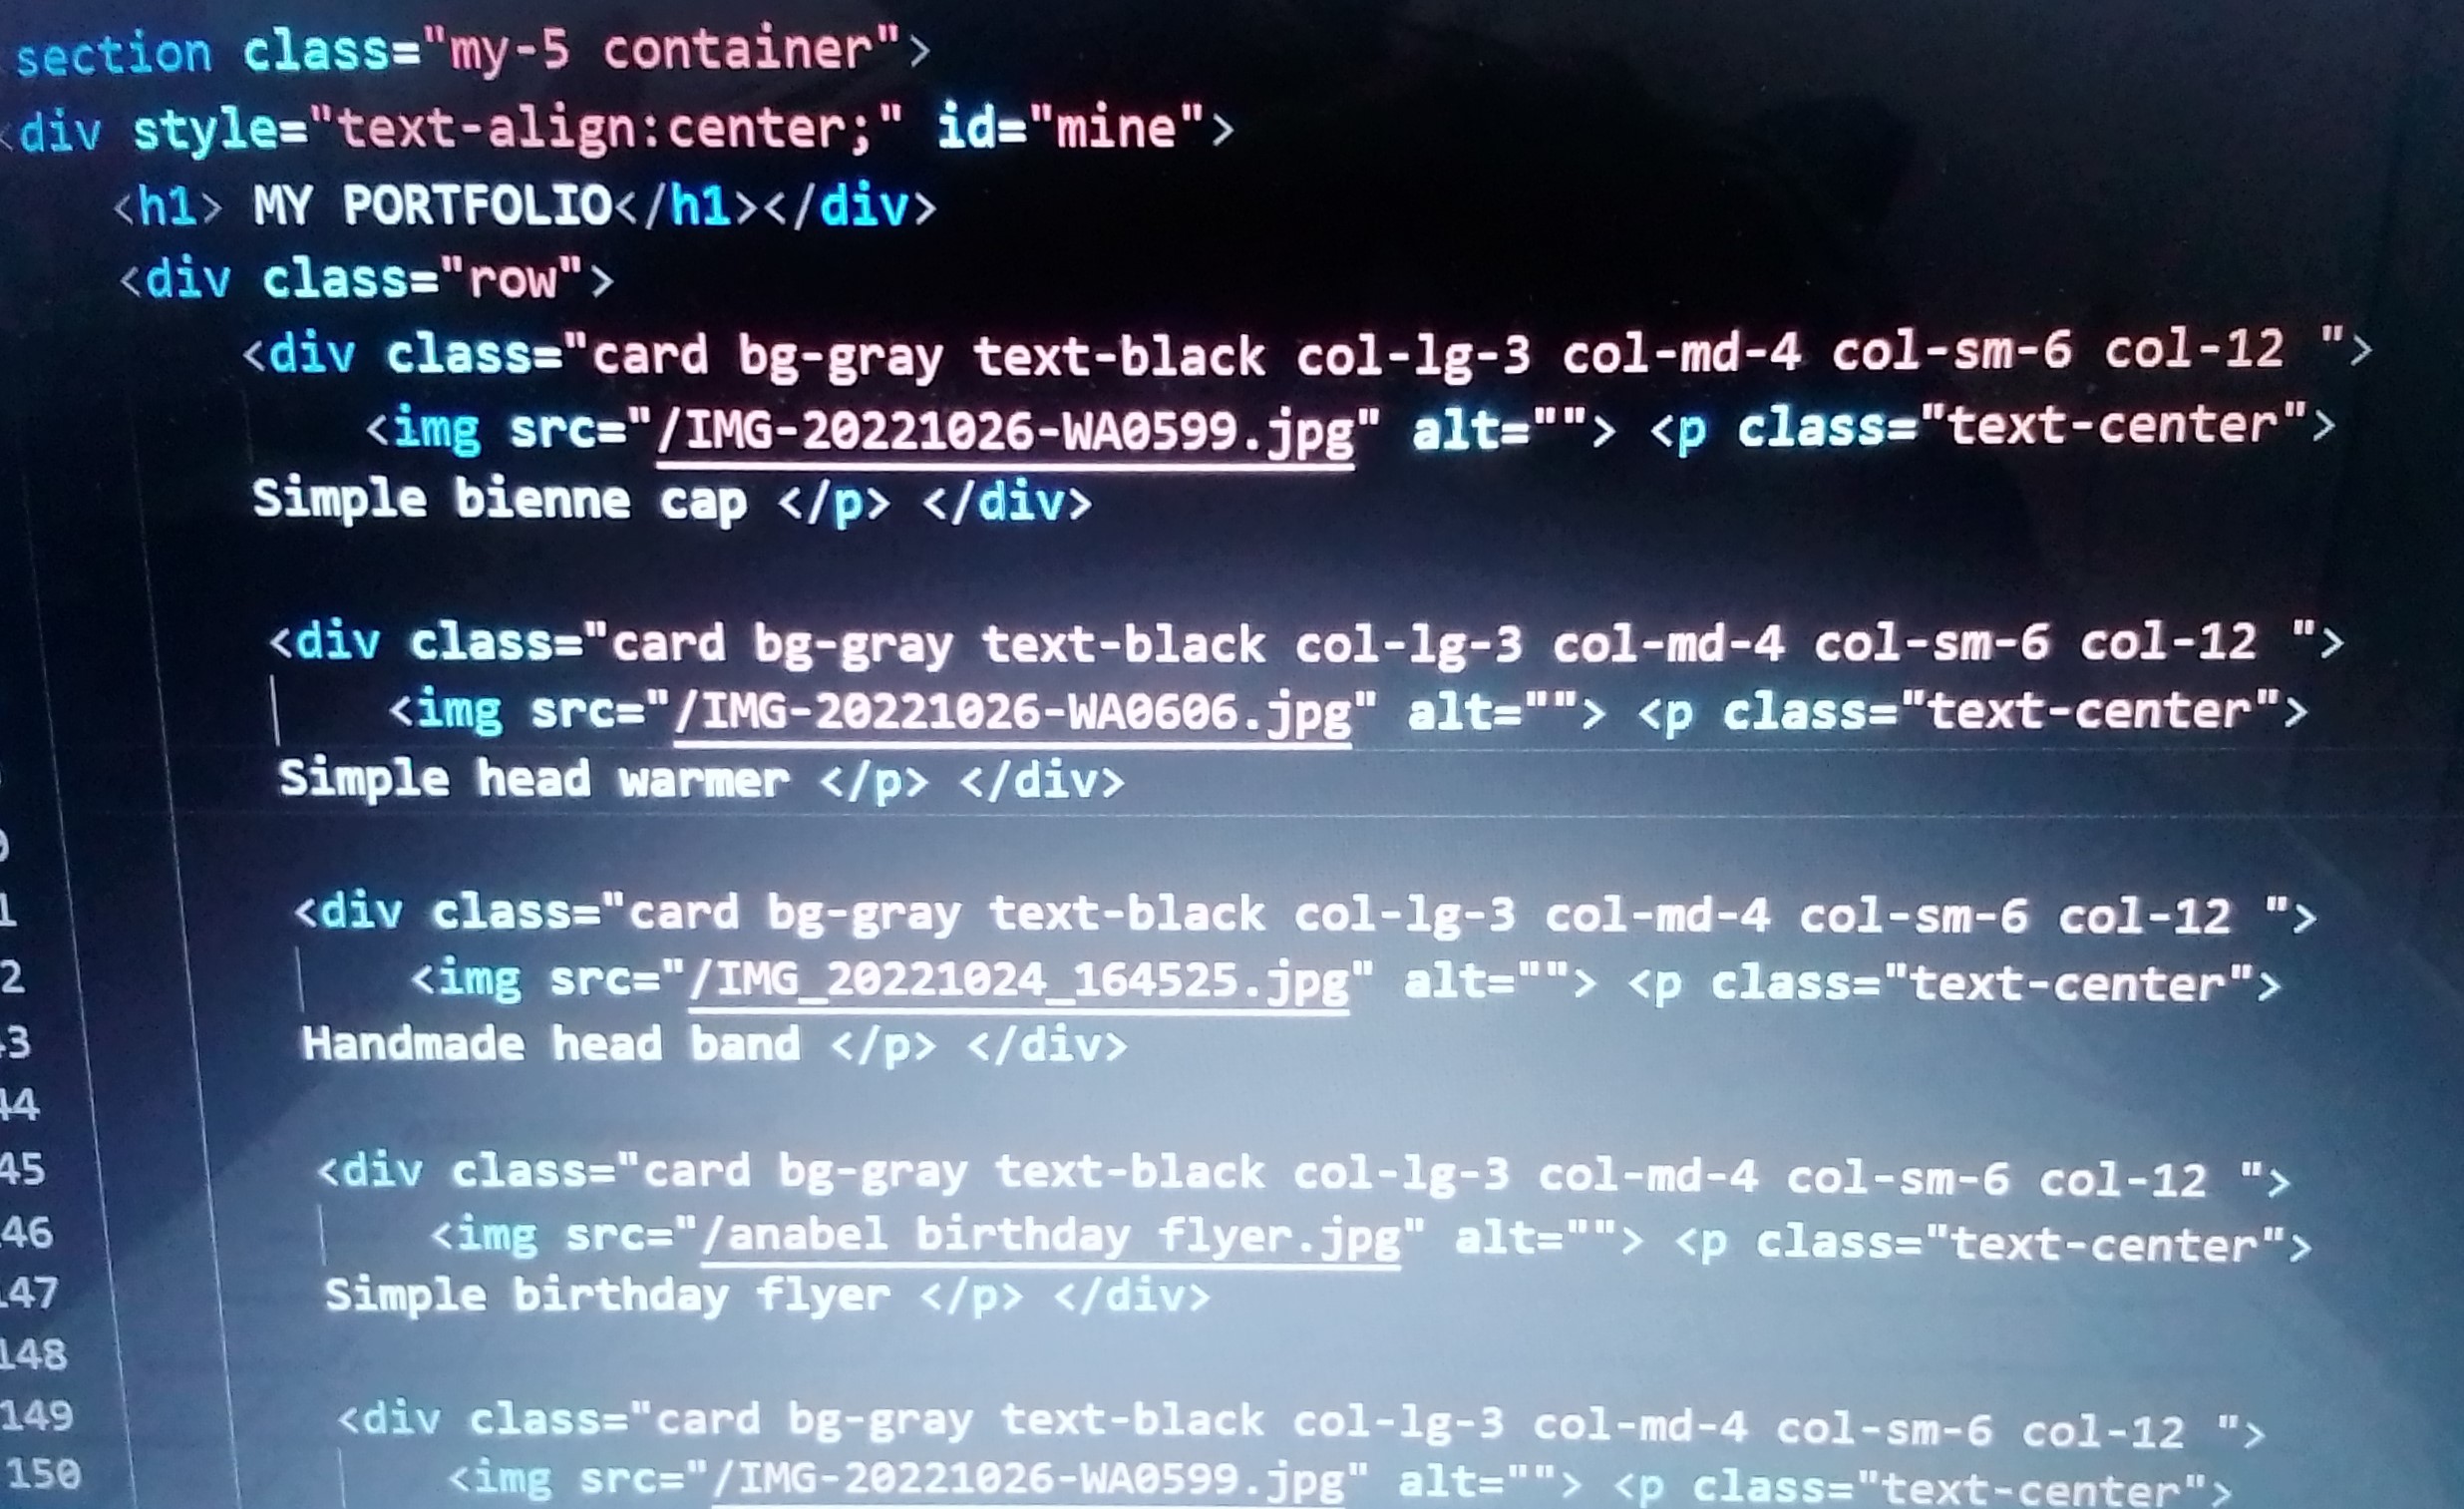 section class="my-5 container">
<div style="text-align:center;" id="mine">
<h1> MY PORTFOLIO</h1></div>
<div class="row">
<div class="card bg-gray text-black col-lg-3 col-md-4 col-sm-6 col-12 ">
<img src="/IMG-20221026-WA0599.jpg" alt=""> <p class="text-center">
Simple bienne cap </p> </div>
<div class="card bg-gray text-black col-lg-3 col-md-4 col-sm-6 col-12 ">
<img src="/IMG-20221026-WA0606.jpg" alt=""> <p class="text-center">
Simple head warmer </p> </div>
0
1 <div class="card bg-gray text-black col-lg-3 col-md-4 col-sm-6 col-12 ">
2 <img src="/IMG_20221024_164525.jpg" alt=""> <p class="text-center">
43 Handmade head band </p> </div>
44
45 <div class="card bg-gray text-black col-lg-3 col-md-4 col-sm-6 col-12 ">
46 <img src="/anabel birthday flyer.jpg" alt=""> <p class="text-center">
147 Simple birthday flyer </p> </div>
148
149 <div class="card bg-gray text-black col-lg-3 col-md-4 col-sm-6 col-12 ">
150 <img src="/IMG-20221026-WA0599.jpg" alt=""> <p class="text-center">